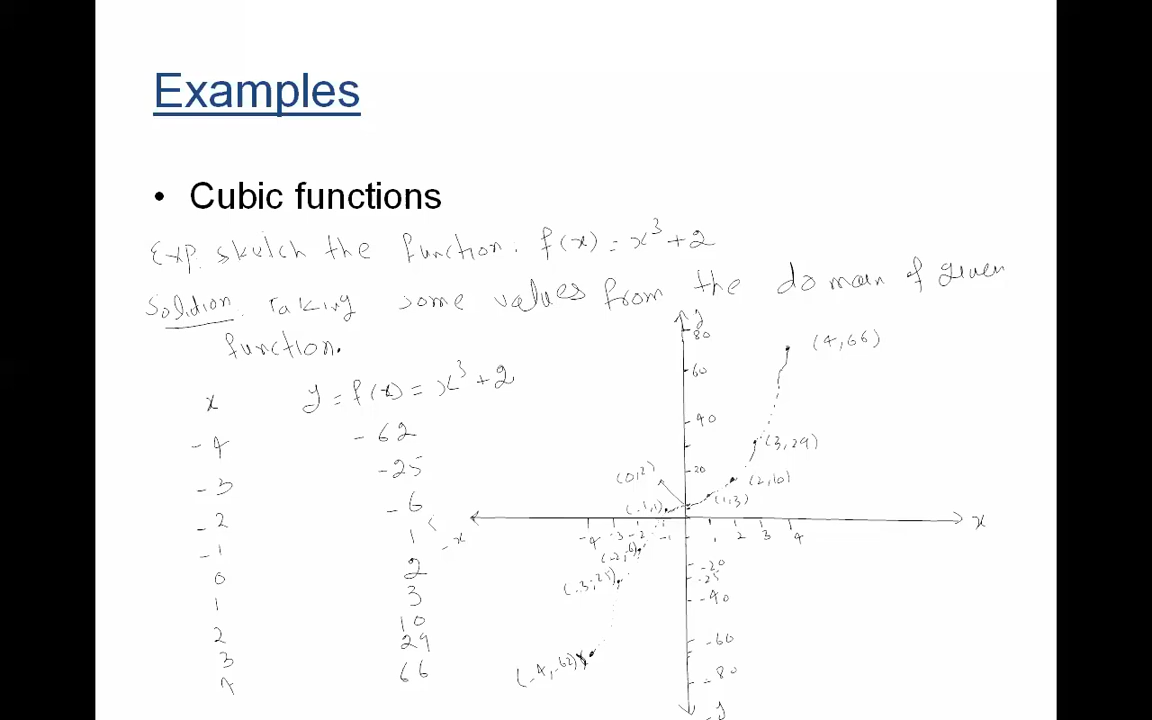 Examples
• Cubic functions
Exp. sketch the function. f(x) = x³ + 2
Solution. Taking some values from the domain of given
function.
x y = f(x) = x³ + 2
-4 -62
-3 -25
-2 -6
-1 1
0 2
1 3
2 10
3 29
4 66
y
80
60
40
20
(4, 66)
(3, 29)
(2, 10)
(1, 3)
(0, 2)
(-1, 1)
-x
x
-4 -3 -2 -1 1 2 3 4
(-2, -6)
(-3, -25)
(-4, -62)
-20
-25
-40
-60
-80
-y